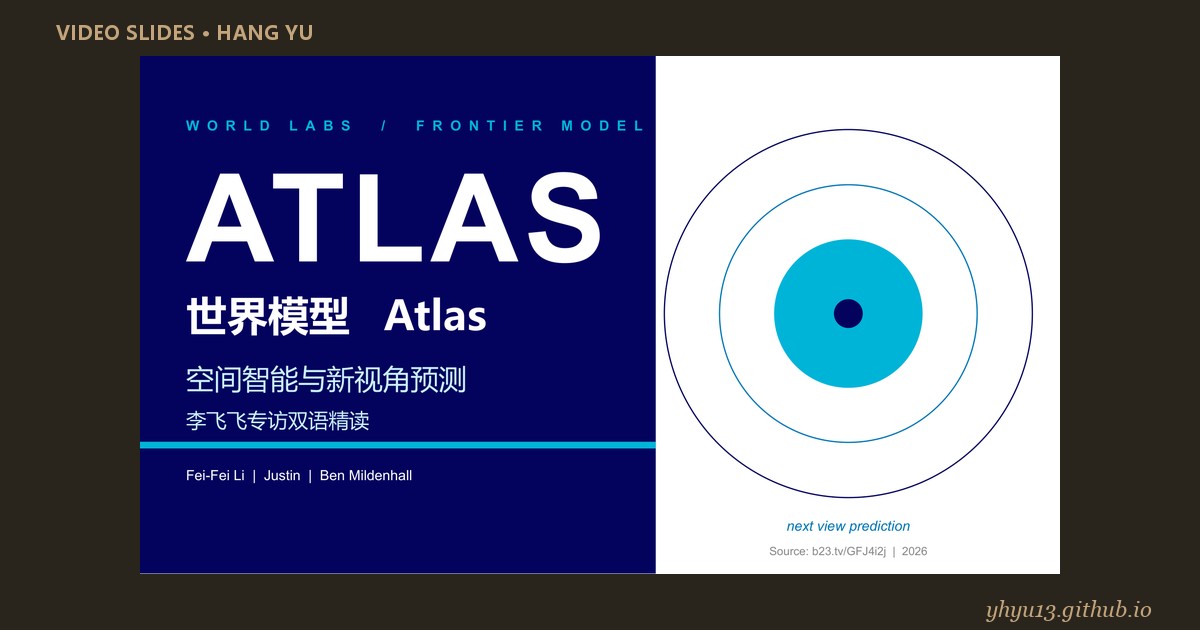 VIDEO SLIDES • HANG YU
WORLD LABS / FRONTIER MODEL
ATLAS
世界模型 Atlas
空间智能与新视角预测
李飞飞专访双语精读
Fei-Fei Li | Justin | Ben Mildenhall
next view prediction
Source: b23.tv/GFJ4i2j | 2026
yhyu13.github.io